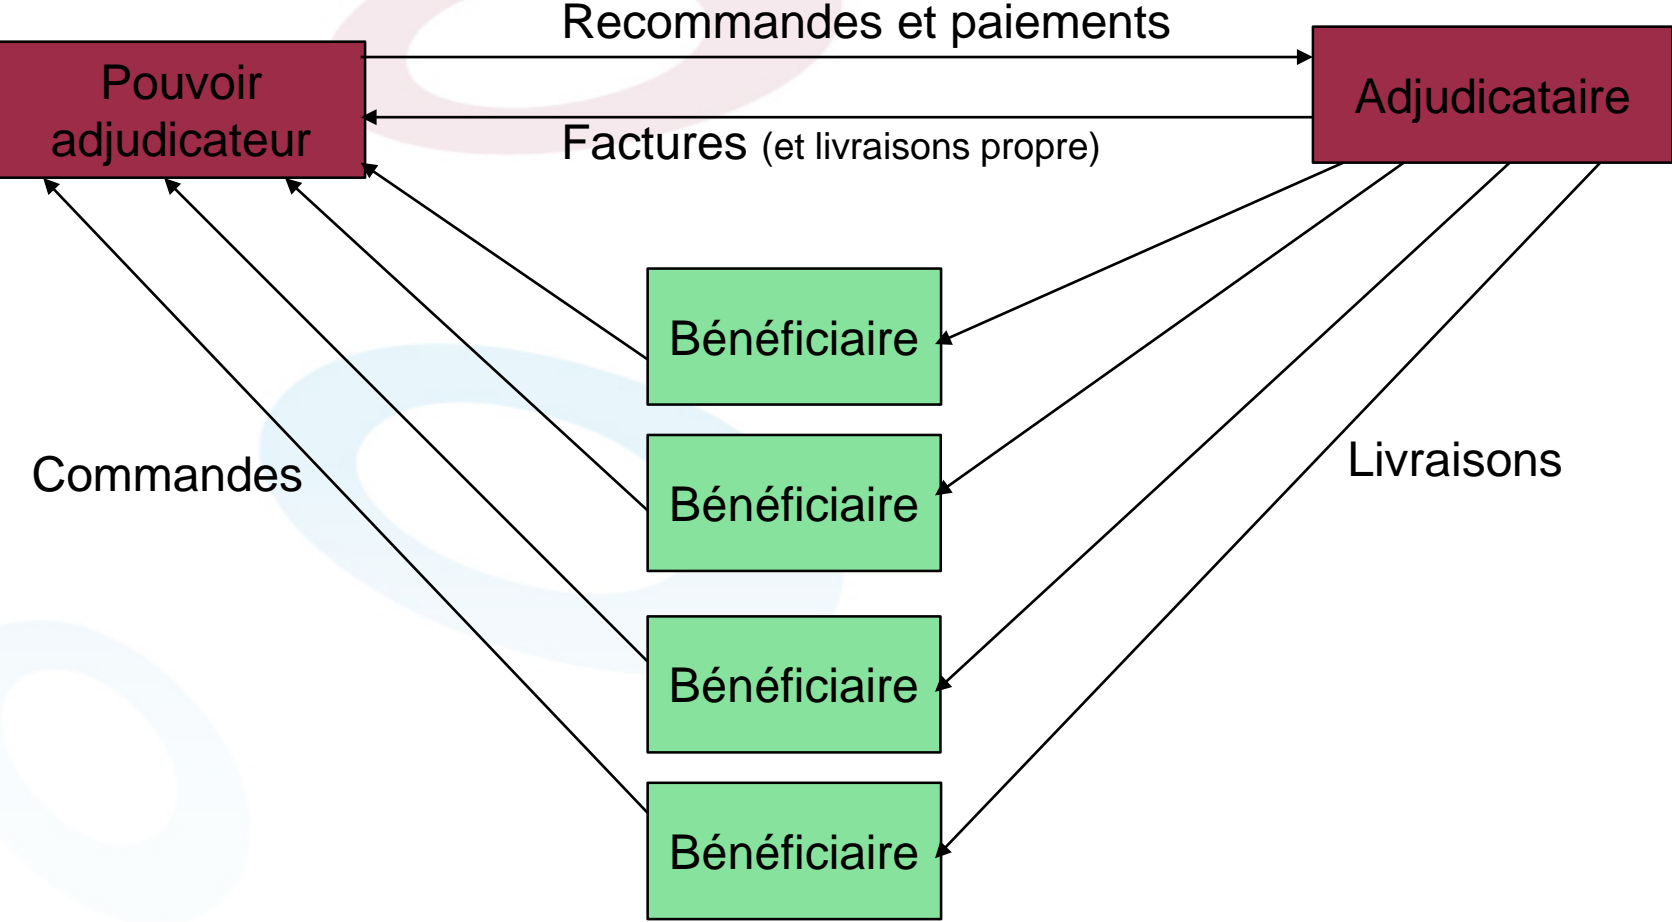 Recommandes et paiements
Pouvoir
adjudicateur
Adjudicataire
Factures (et livraisons propre)
Bénéficiaire
Commandes
Livraisons
Bénéficiaire
Bénéficiaire
Bénéficiaire